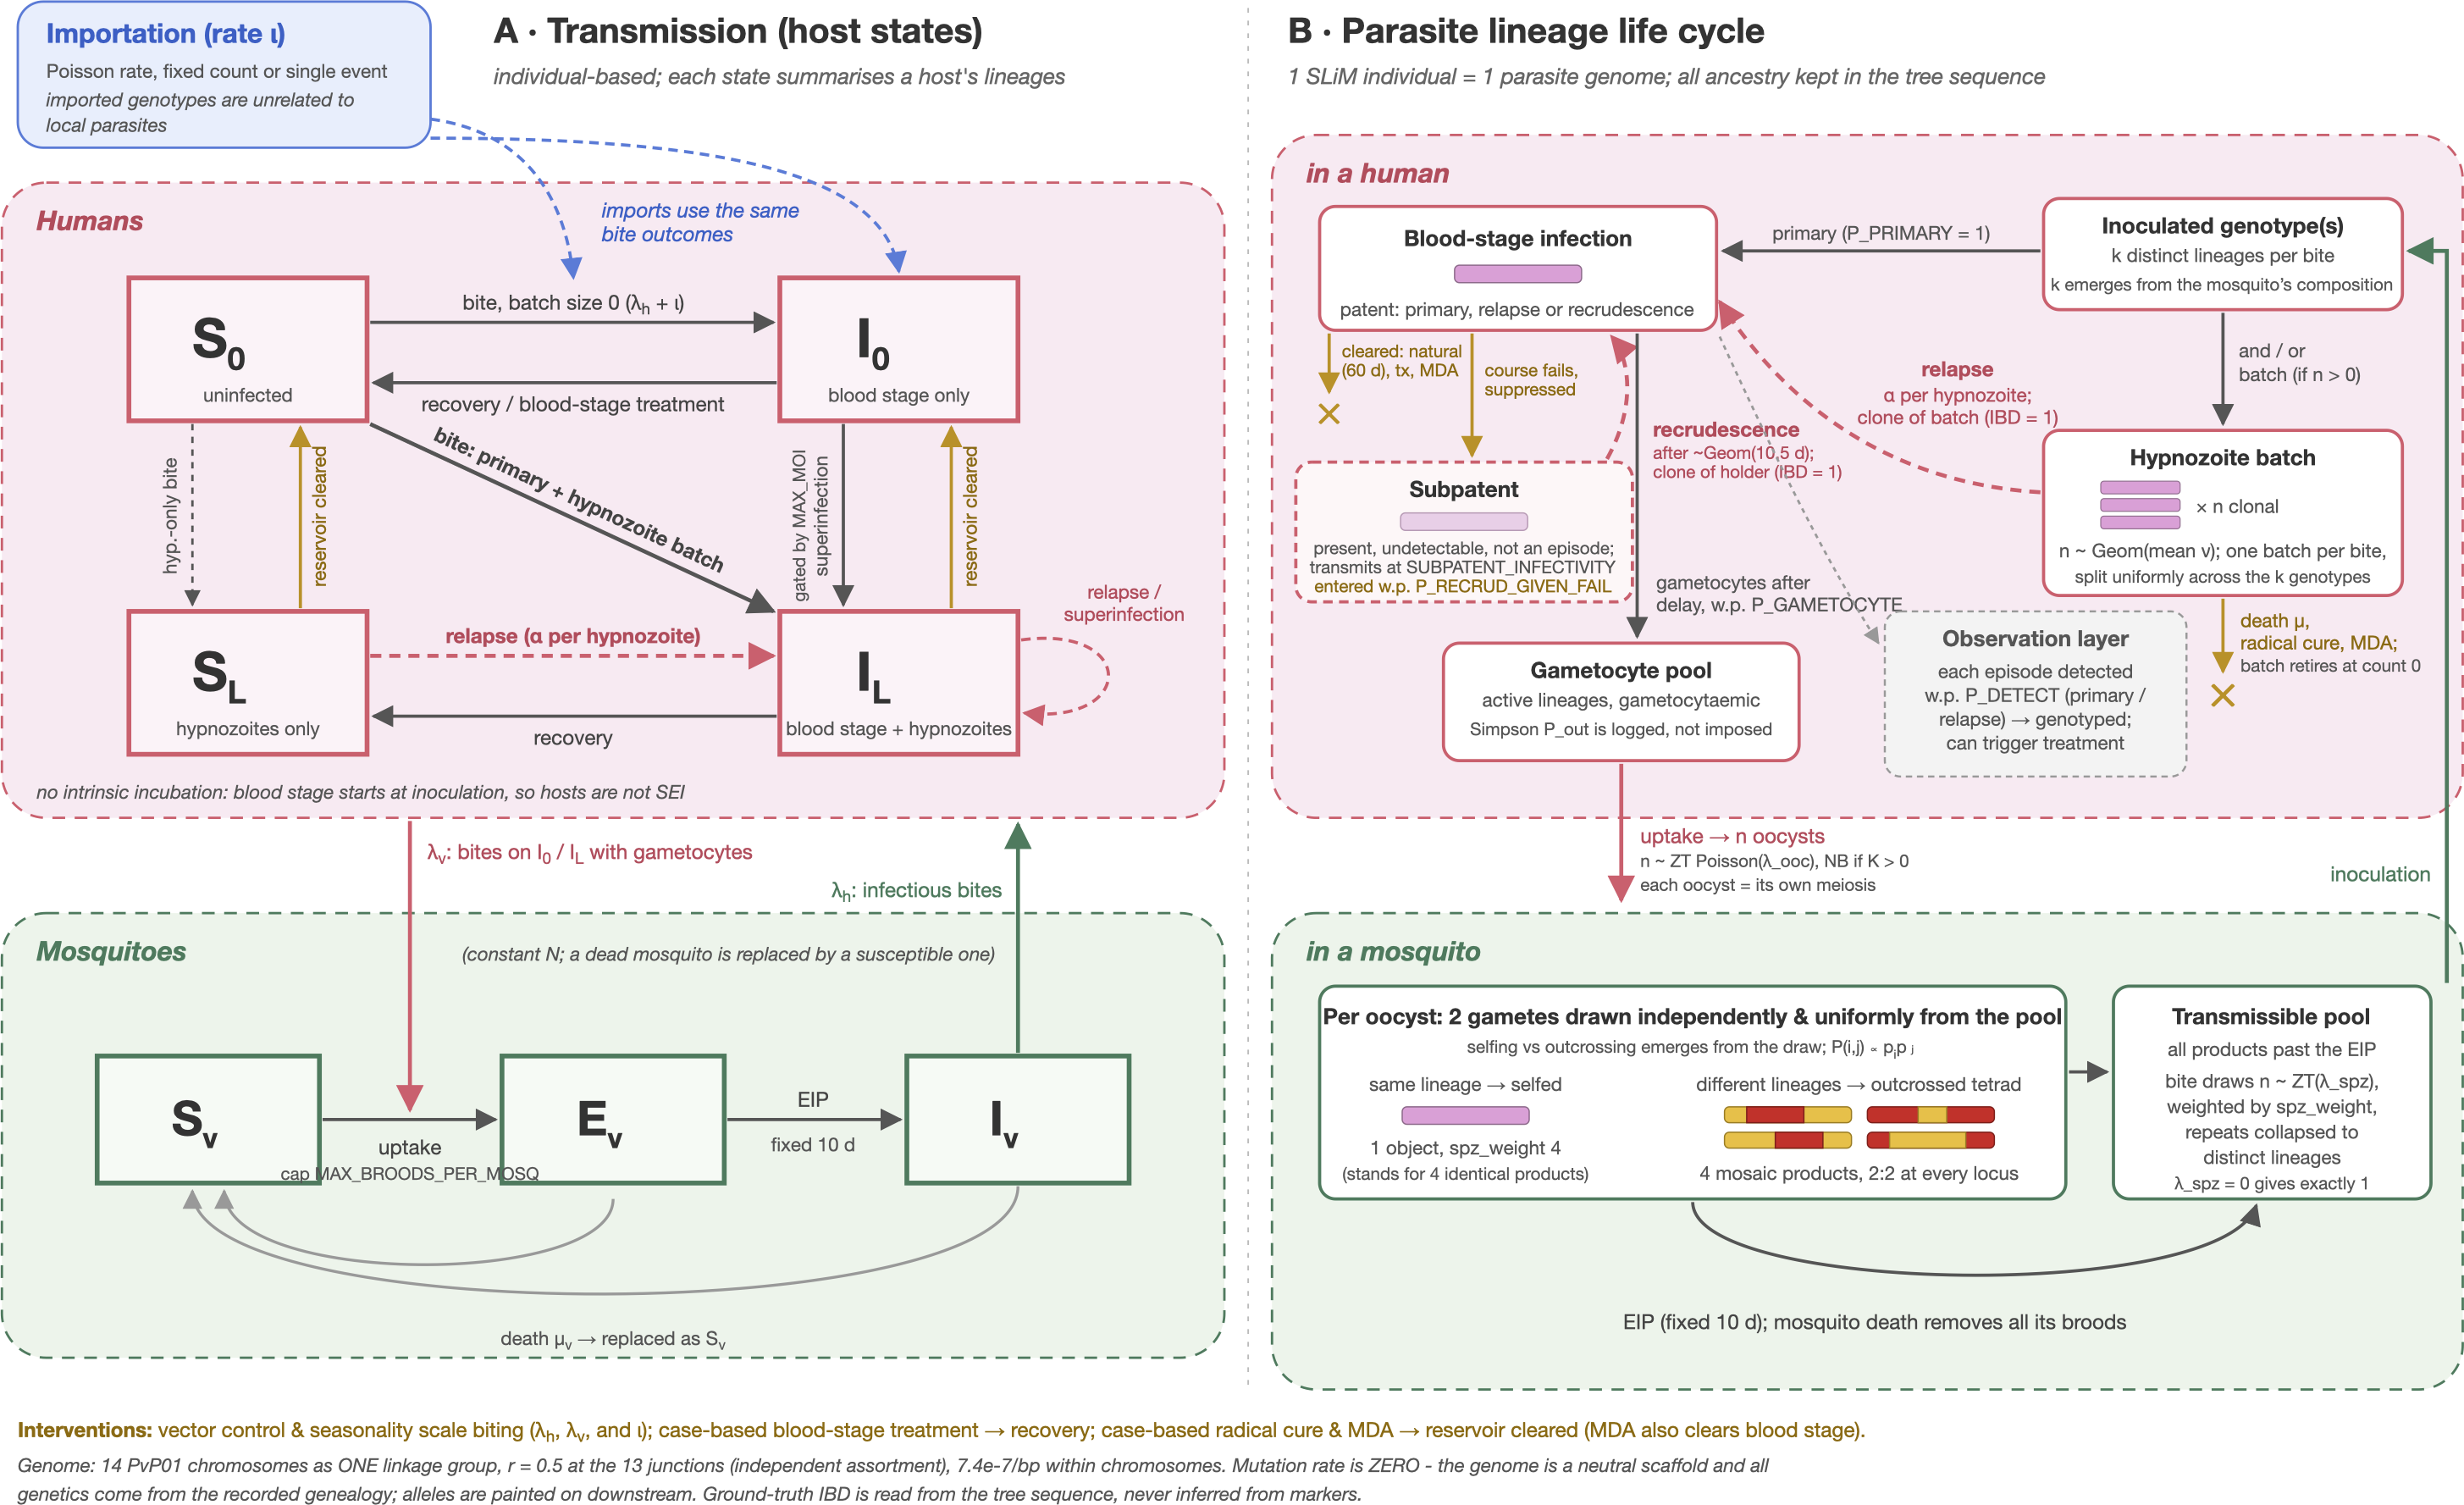 Importation (rate ι)
Poisson rate, fixed count or single event
imported genotypes are unrelated to
local parasites
A · Transmission (host states)
individual-based; each state summarises a host's lineages
Humans
imports use the same
bite outcomes
S0
uninfected
bite, batch size 0 (λh + ι)
I0
blood stage only
recovery / blood-stage treatment
hyp.-only bite
reservoir cleared
bite: primary + hypnozoite batch
gated by MAX_MOI
superinfection
reservoir cleared
relapse /
superinfection
SL
hypnozoites only
relapse (α per hypnozoite)
IL
blood stage + hypnozoites
recovery
no intrinsic incubation: blood stage starts at inoculation, so hosts are not SEI
λv: bites on I0 / IL with gametocytes
λh: infectious bites
Mosquitoes
(constant N; a dead mosquito is replaced by a susceptible one)
Sv
uptake
cap MAX_BROODS_PER_MOSQ
Ev
EIP
fixed 10 d
Iv
death μv → replaced as Sv
B · Parasite lineage life cycle
1 SLiM individual = 1 parasite genome; all ancestry kept in the tree sequence
in a human
Blood-stage infection
patent: primary, relapse or recrudescence
primary (P_PRIMARY = 1)
Inoculated genotype(s)
k distinct lineages per bite
k emerges from the mosquito’s composition
cleared: natural
(60 d), tx, MDA
course fails,
suppressed
and / or
batch (if n > 0)
relapse
α per hypnozoite;
clone of batch (IBD = 1)
recrudescence
after ~Geom(10.5 d);
clone of holder (IBD = 1)
Subpatent
present, undetectable, not an episode;
transmits at SUBPATENT_INFECTIVITY
entered w.p. P_RECRUD_GIVEN_FAIL
Hypnozoite batch
× n clonal
n ~ Geom(mean ν); one batch per bite,
split uniformly across the k genotypes
gametocytes after
delay, w.p. P_GAMETOCYTE
death μ,
radical cure, MDA;
batch retires at count 0
Observation layer
each episode detected
w.p. P_DETECT (primary /
relapse) → genotyped;
can trigger treatment
Gametocyte pool
active lineages, gametocytaemic
Simpson P_out is logged, not imposed
uptake → n oocysts
n ~ ZT Poisson(λ_ooc), NB if K > 0
each oocyst = its own meiosis
inoculation
in a mosquito
Per oocyst: 2 gametes drawn independently & uniformly from the pool
selfing vs outcrossing emerges from the draw; P(i,j) ∝ pipj
same lineage → selfed
1 object, spz_weight 4
(stands for 4 identical products)
different lineages → outcrossed tetrad
4 mosaic products, 2:2 at every locus
Transmissible pool
all products past the EIP
bite draws n ~ ZT(λ_spz),
weighted by spz_weight,
repeats collapsed to
distinct lineages
λ_spz = 0 gives exactly 1
EIP (fixed 10 d); mosquito death removes all its broods
Interventions: vector control & seasonality scale biting (λh, λv, and ι); case-based blood-stage treatment → recovery; case-based radical cure & MDA → reservoir cleared (MDA also clears blood stage).
Genome: 14 PvP01 chromosomes as ONE linkage group, r = 0.5 at the 13 junctions (independent assortment), 7.4e-7/bp within chromosomes. Mutation rate is ZERO - the genome is a neutral scaffold and all
genetics come from the recorded genealogy; alleles are painted on downstream. Ground-truth IBD is read from the tree sequence, never inferred from markers.